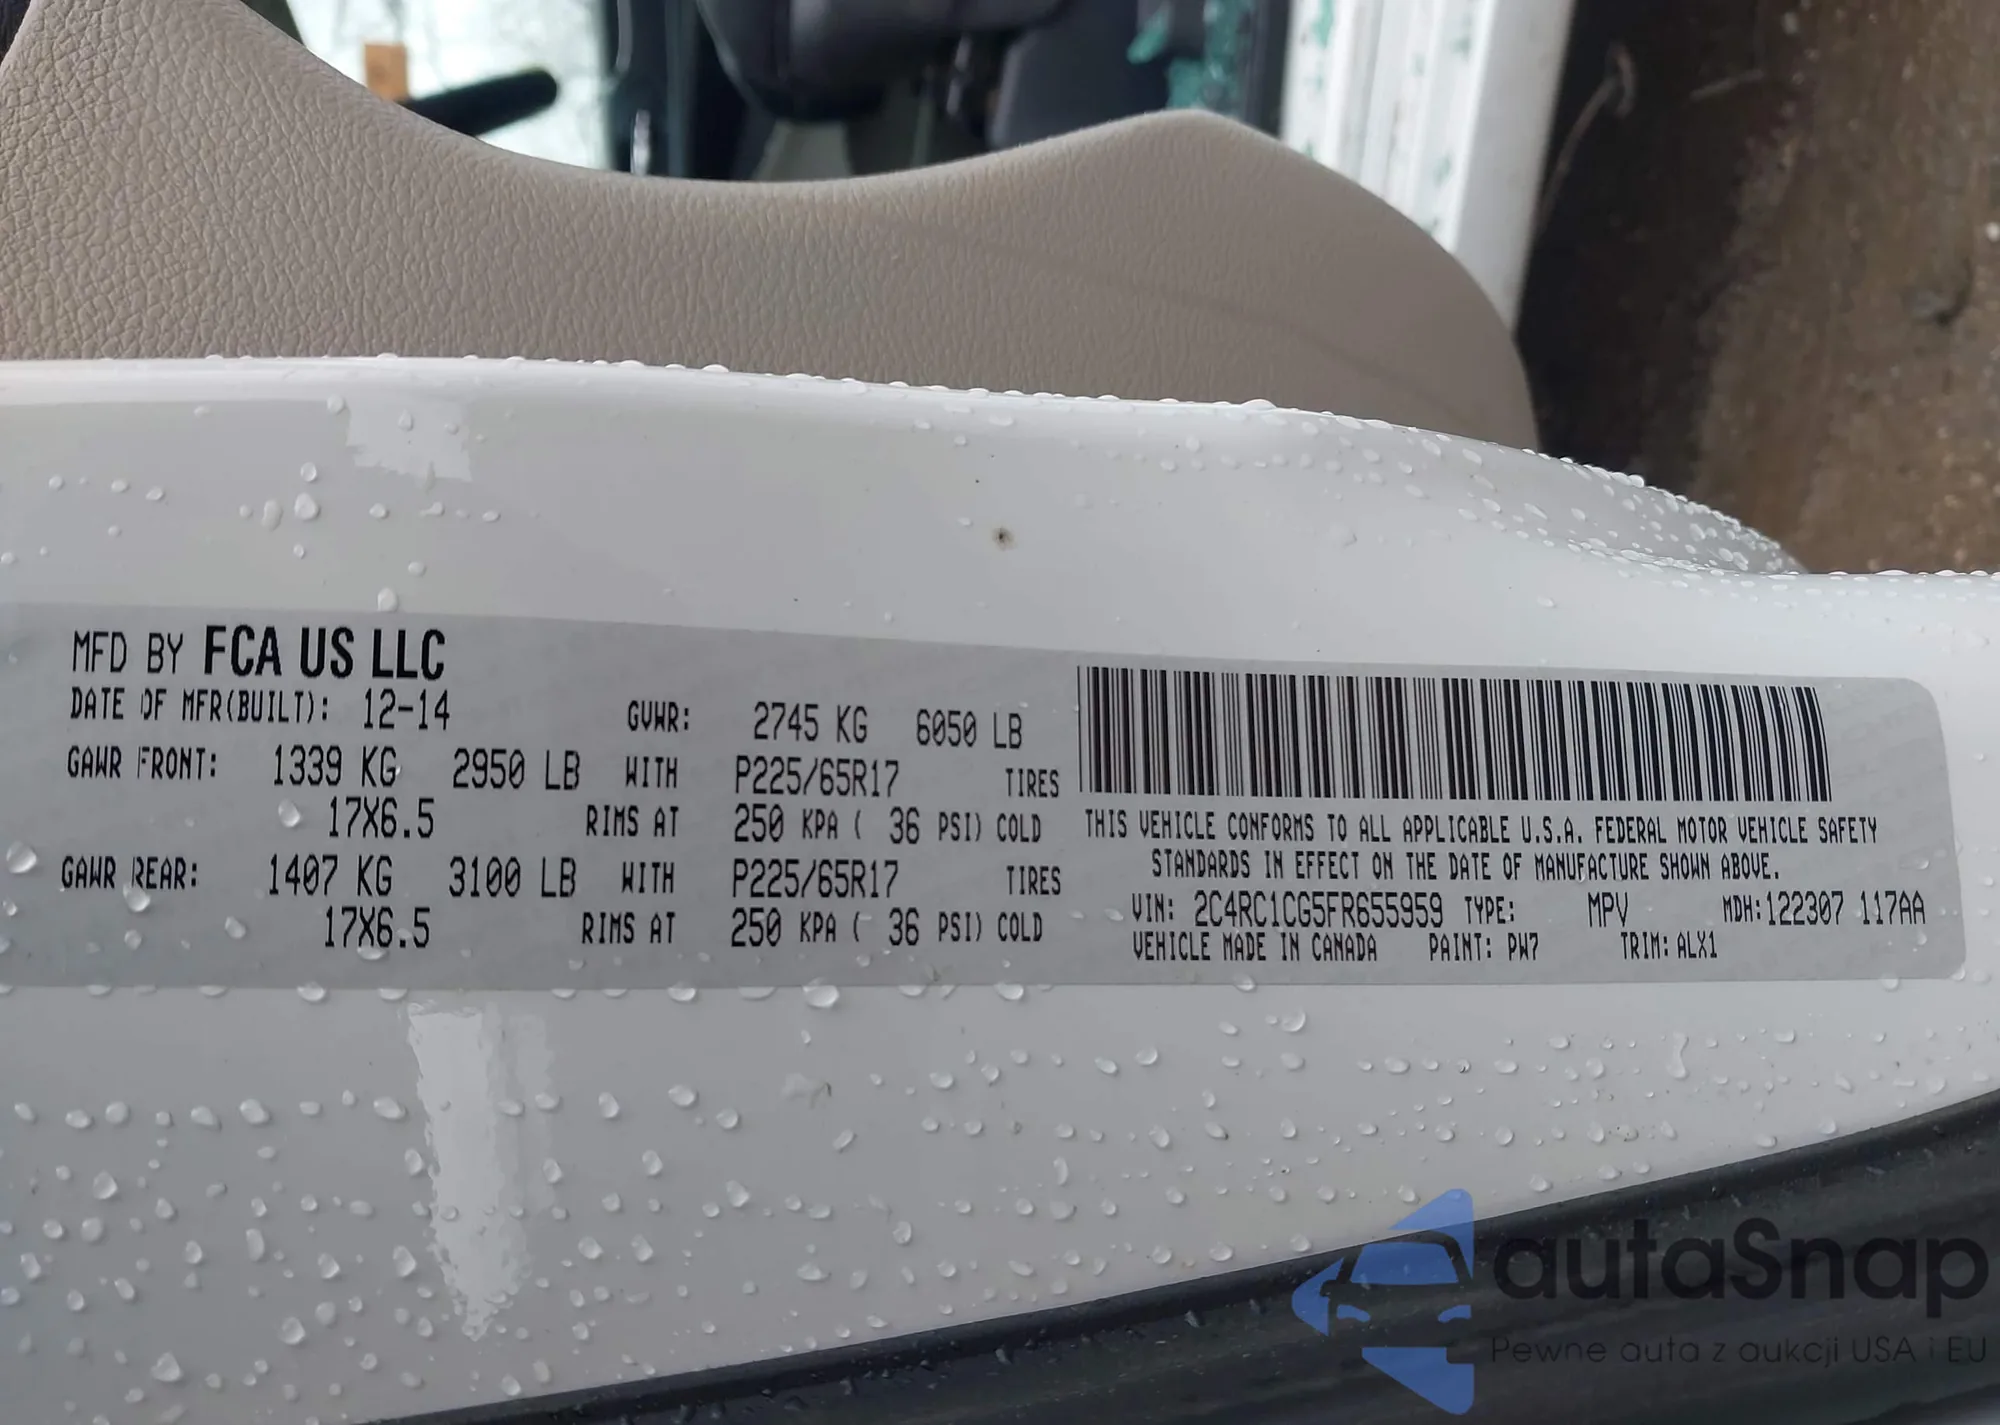 MFD BY FCA US LLC
DATE OF MFR(BUILT): 12-14 GVWR: 2745 KG 6050 LB
GAWR FRONT: 1339 KG 2950 LB WITH P225/65R17 TIRES
17X6.5 RIMS AT 250 KPA ( 36 PSI) COLD
GAWR REAR: 1407 KG 3100 LB WITH P225/65R17 TIRES
17X6.5 RIMS AT 250 KPA ( 36 PSI) COLD
THIS VEHICLE CONFORMS TO ALL APPLICABLE U.S.A. FEDERAL MOTOR VEHICLE SAFETY
STANDARDS IN EFFECT ON THE DATE OF MANUFACTURE SHOWN ABOVE.
VIN: 2C4RC1CG5FR655959 TYPE: MPV MDH: 122307 117AA
VEHICLE MADE IN CANADA PAINT: PW7 TRIM: ALX1
autaSnap
Pewne auta z aukcji USA i EU